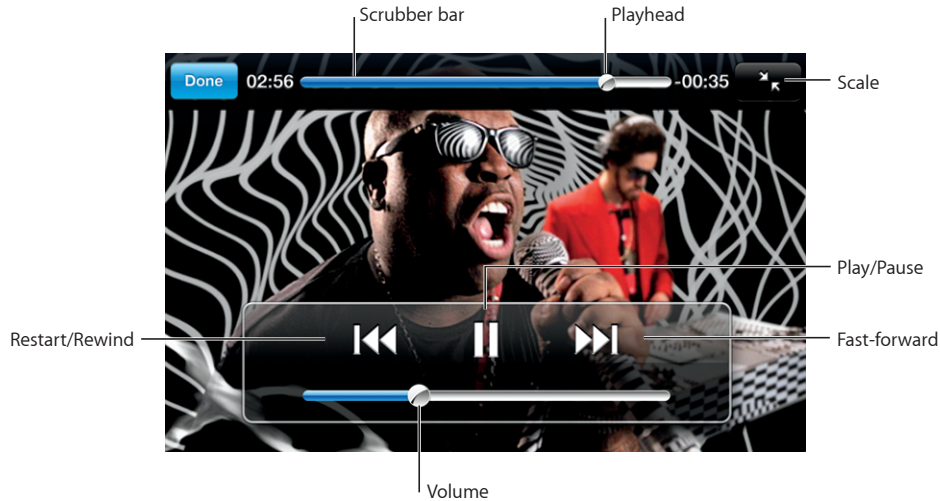 Scrubber bar
Playhead
Done
02:56
-00:35
Scale
Play/Pause
Restart/Rewind
Fast-forward
Volume